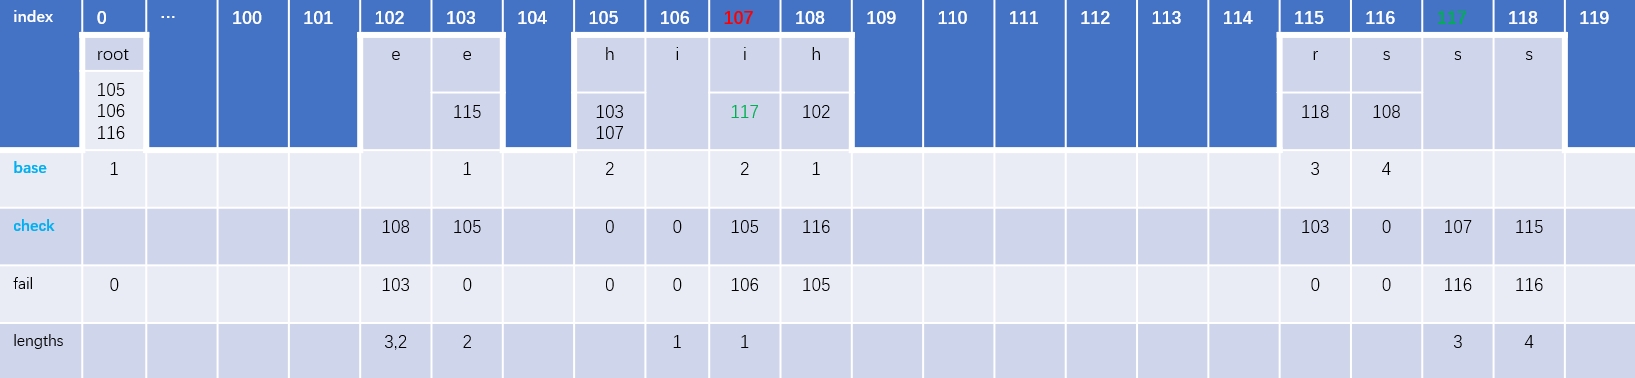 index 0 ... 100 101 102 103 104 105 106 107 108 109 110 111 112 113 114 115 116 117 118 119
root e e h i i h r s s s
105
106
116
115 103 117 102 118 108
107
base 1 1 2 2 1 3 4
check 108 105 0 0 105 116 103 0 107 115
fail 0 103 0 0 0 106 105 0 0 116 116
lengths 3,2 2 1 1 3 4